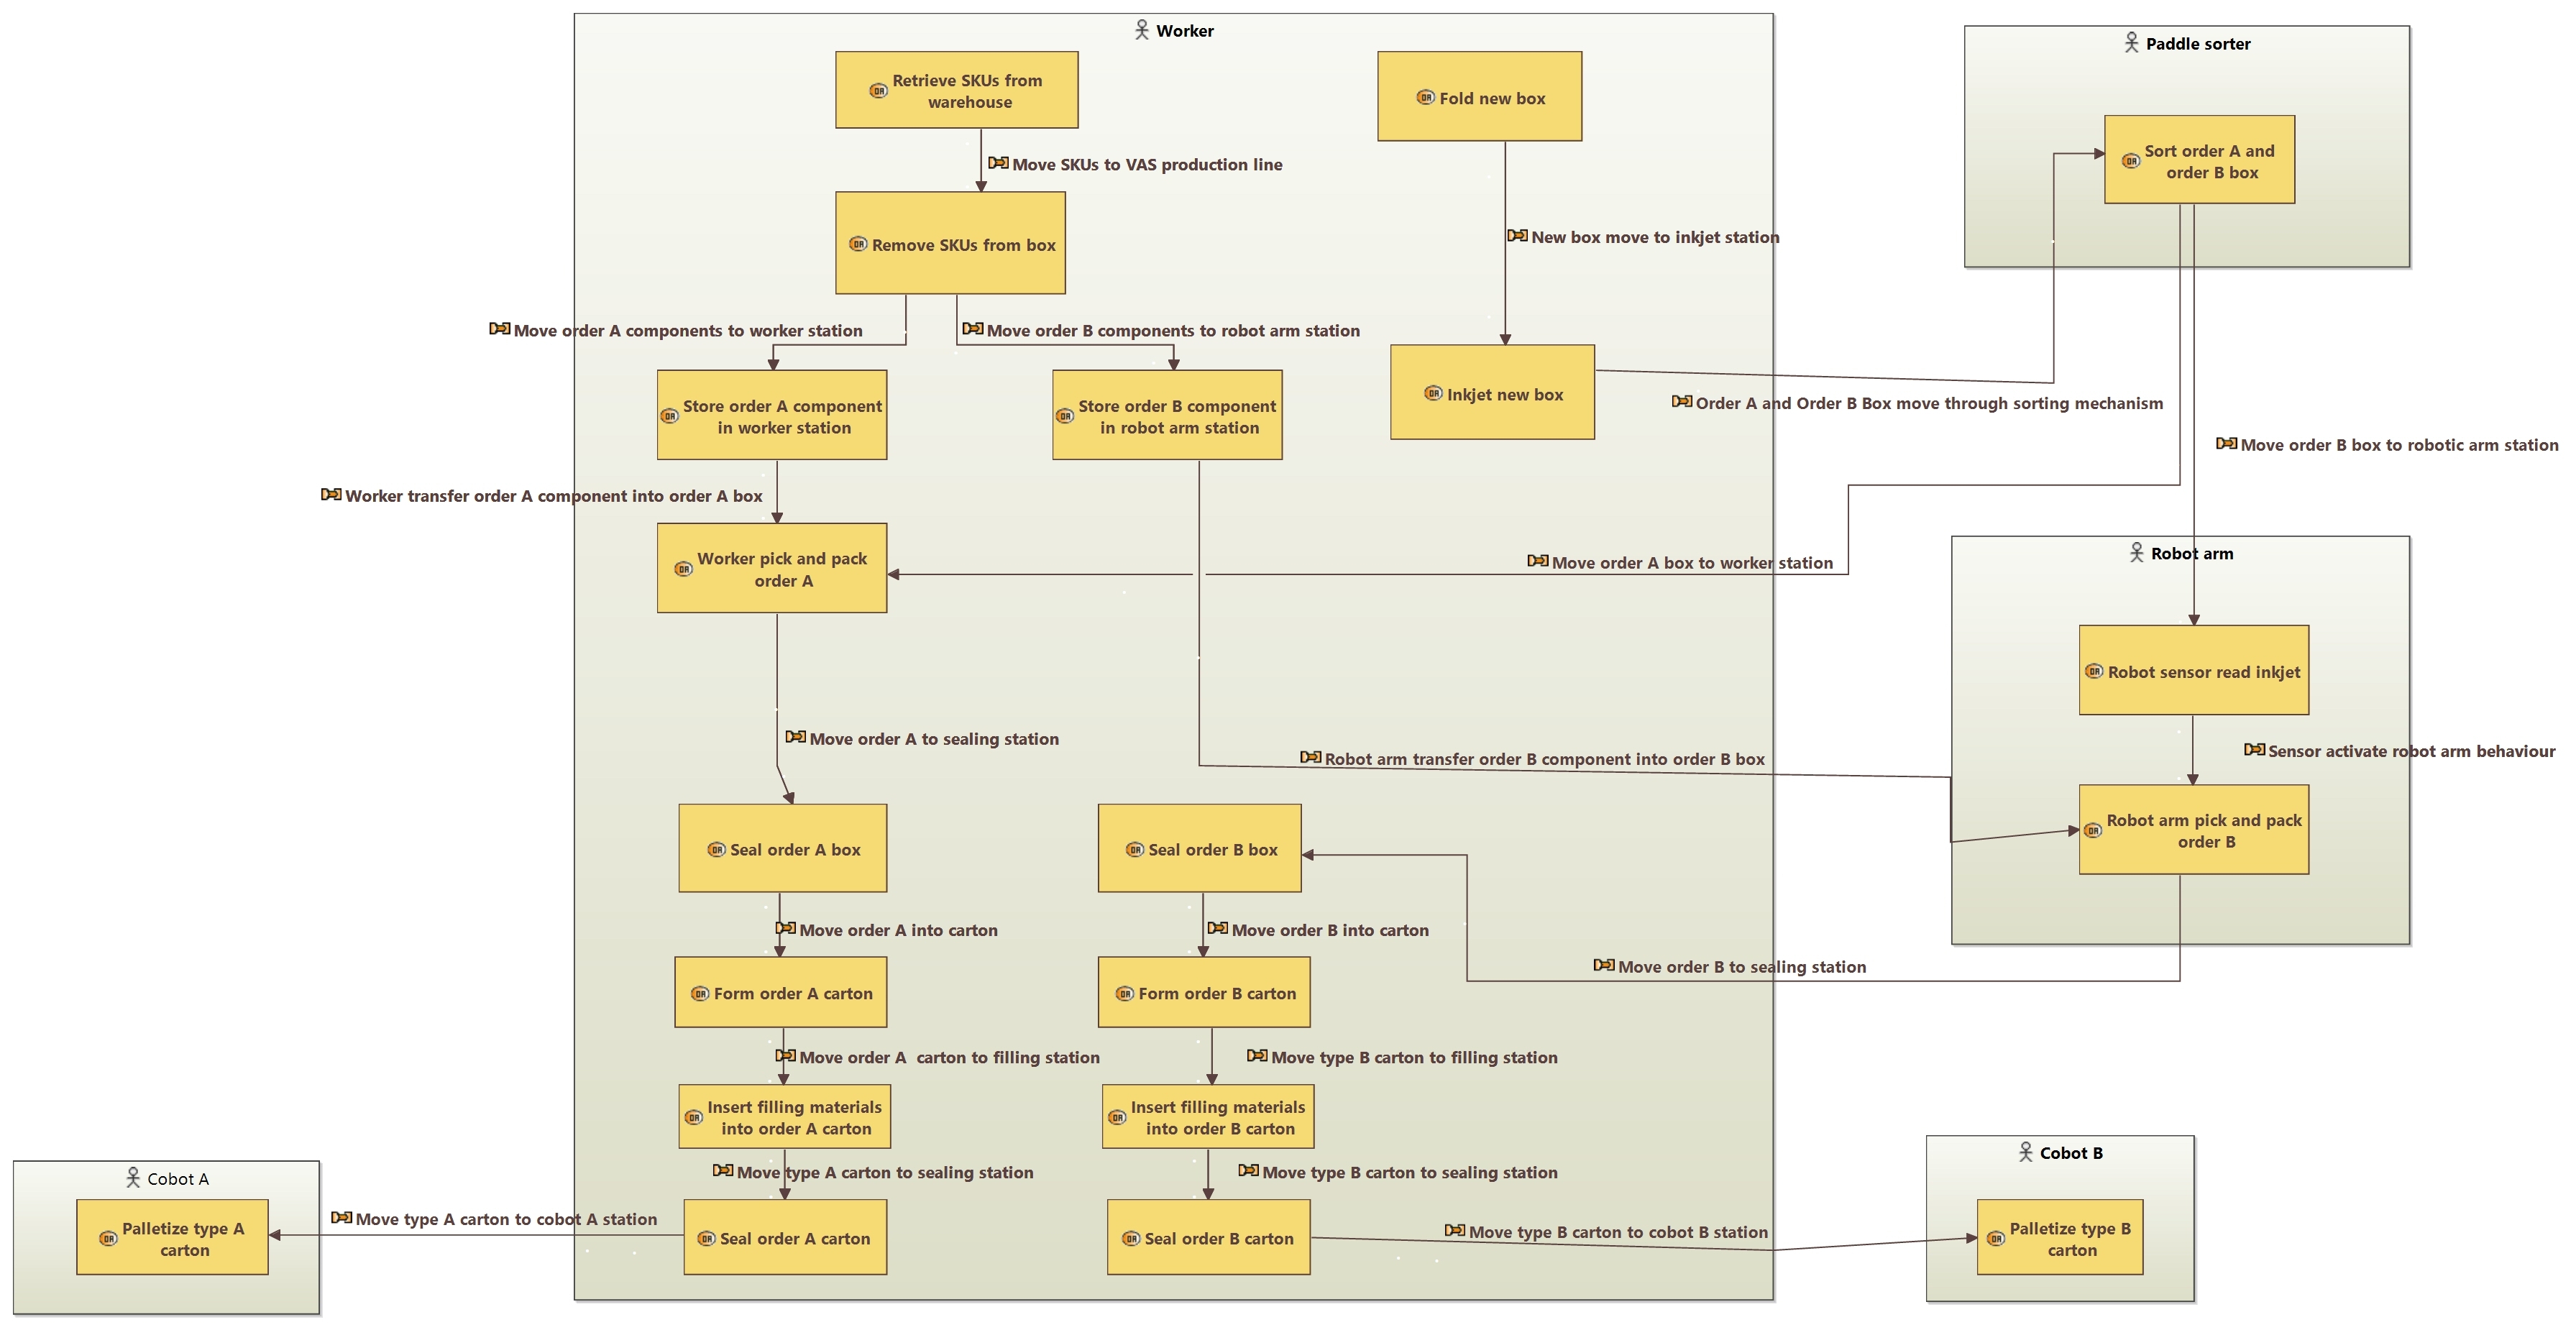 Worker
Retrieve SKUs from
warehouse
Move SKUs to VAS production line
Remove SKUs from box
Move order A components to worker station
Move order B components to robot arm station
Store order A component
in worker station
Store order B component
in robot arm station
Worker transfer order A component into order A box
Worker pick and pack
order A
Move order A to sealing station
Fold new box
New box move to inkjet station
Inkjet new box
Order A and Order B Box move through sorting mechanism
Paddle sorter
Sort order A and
order B box
Move order B box to robotic arm station
Move order A box to worker station
Robot arm
Robot sensor read inkjet
Sensor activate robot arm behaviour
Robot arm transfer order B component into order B box
Robot arm pick and pack
order B
Move order B to sealing station
Seal order A box
Seal order B box
Move order A into carton
Move order B into carton
Form order A carton
Form order B carton
Move order A  carton to filling station
Move type B carton to filling station
Insert filling materials
into order A carton
Insert filling materials
into order B carton
Move type A carton to sealing station
Move type B carton to sealing station
Seal order A carton
Seal order B carton
Move type A carton to cobot A station
Move type B carton to cobot B station
Cobot A
Palletize type A
carton
Cobot B
Palletize type B
carton